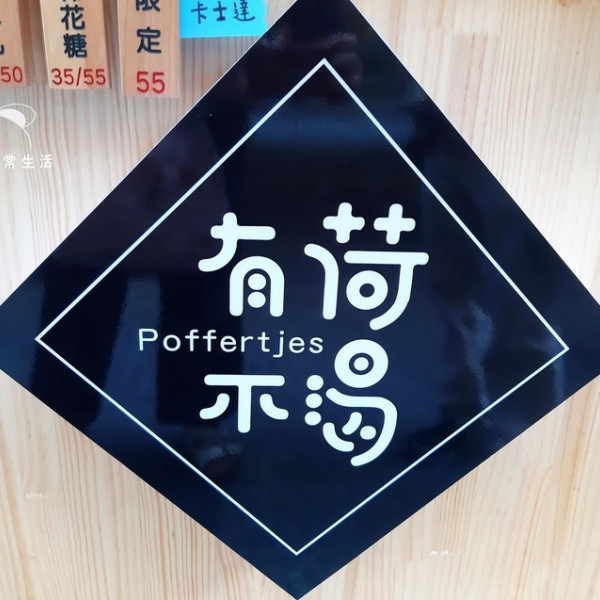 花糖
限定
卡士達
50
35/55
55
常生活
有荷
Poffertjes
不渴